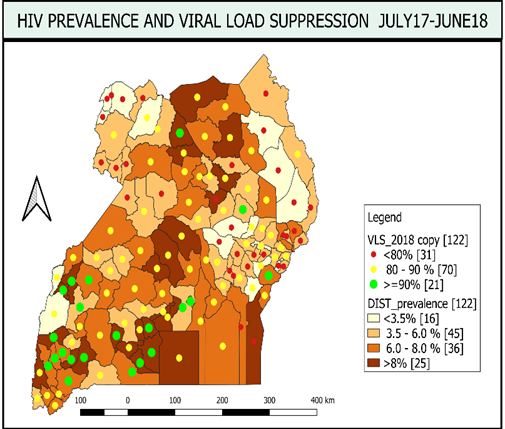 HIV PREVALENCE AND VIRAL LOAD SUPPRESSION JULY17-JUNE18
Legend
VLS_2018 copy [122]
<80% [31]
80 - 90 % [70]
>=90% [21]
DIST_prevalence [122]
<3.5% [16]
3.5 - 6.0 % [45]
6.0 - 8.0 % [36]
>8% [25]
100 0 100 200 300 400 km